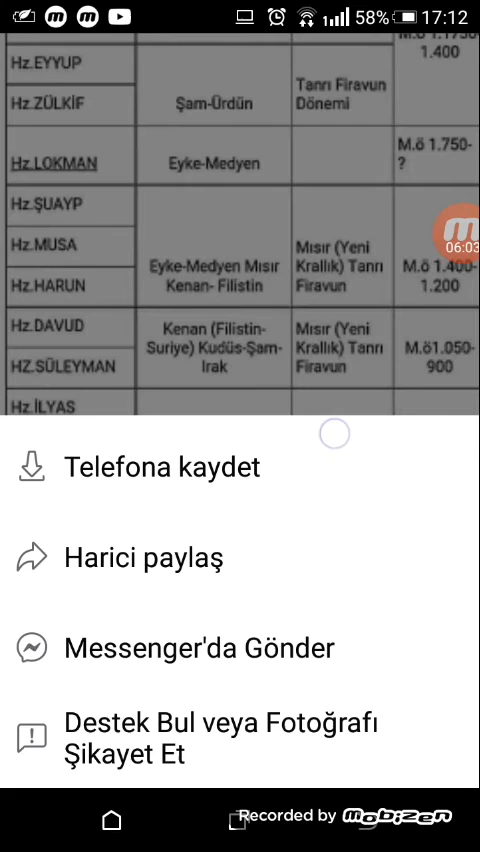 58% 17:12
Hz.EYYUP
1.400
Hz.ZÜLKİF
Şam-Ürdün
Tanrı Firavun
Dönemi
Hz.LOKMAN
Eyke-Medyen
M.ö 1.750-
?
Hz.ŞUAYP
Hz.MUSA
Hz.HARUN
Eyke-Medyen Mısır
Kenan- Filistin
Mısır (Yeni
Krallık) Tanrı
Firavun
M.ö 1.400-
1.200
06:03
Hz.DAVUD
HZ.SÜLEYMAN
Kenan (Filistin-
Suriye) Kudüs-Şam-
Irak
Mısır (Yeni
Krallık) Tanrı
Firavun
M.ö1.050-
900
Hz.İLYAS
Telefona kaydet
Harici paylaş
Messenger'da Gönder
Destek Bul veya Fotoğrafı
Şikayet Et
Recorded by Mobizen